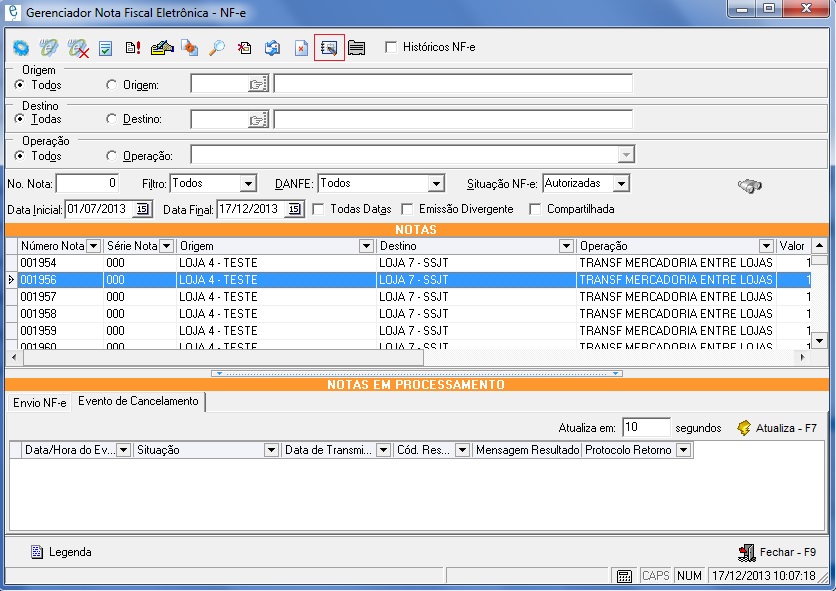 Gerenciador Nota Fiscal Eletrônica - NF-e
Históricos NF-e
Origem
Todos Origem:
Destino
Todas Destino:
Operação
Todos Operação:
No. Nota: 0 Filtro: Todos DANFE: Todos Situação NF-e: Autorizadas
Data Inicial: 01/07/2013 15 Data Final: 17/12/2013 15 Todas Datas Emissão Divergente Compartilhada
NOTAS
Número Nota Série Nota Origem Destino Operação Valor
001954 000 LOJA 4 - TESTE LOJA 7 - SSJT TRANSF MERCADORIA ENTRE LOJAS 1
001956 000 LOJA 4 - TESTE LOJA 7 - SSJT TRANSF MERCADORIA ENTRE LOJAS 1
001957 000 LOJA 4 - TESTE LOJA 7 - SSJT TRANSF MERCADORIA ENTRE LOJAS 1
001958 000 LOJA 4 - TESTE LOJA 7 - SSJT TRANSF MERCADORIA ENTRE LOJAS 1
001959 000 LOJA 4 - TESTE LOJA 7 - SSJT TRANSF MERCADORIA ENTRE LOJAS 1
001960 000 LOJA 4 - TESTE LOJA 7 - SSJT TRANSF MERCADORIA ENTRE LOJAS 1
NOTAS EM PROCESSAMENTO
Envio NF-e Evento de Cancelamento
Atualiza em: 10 segundos Atualiza - F7
Data/Hora do Ev... Situação Data de Transmi... Cód. Res... Mensagem Resultado Protocolo Retorno
Legenda Fechar - F9
CAPS NUM 17/12/2013 10:07:18